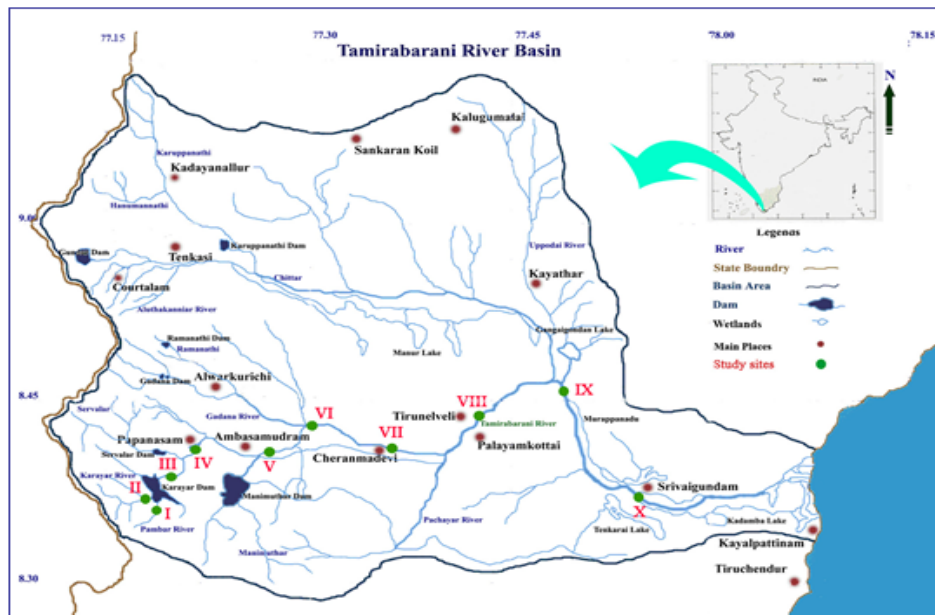 77.15
77.30
77.45
78.00
78.15
Tamirabarani River Basin
INDIA
N
Kalugumalai
Sankaran Koil
Karuppanathi
Kadayanallur
Hanumannathi
9.00
Gundar Dam
Tenkasi
Karuppanathi Dam
Uppodai River
Legends
River
State Boundry
Basin Area
Dam
Wetlands
Main Places
Study sites
Courtalam
Chittar
Kayathar
Aluthakanniar River
Gangaigondan Lake
Ramanathi Dam
Ramanathi
Manur Lake
Gudana Dam
Alwarkurichi
8.45
Servalar
Gadana River
VI
VIII
IX
Tirunelveli
Tamirabarani River
Murappanadu
Papanasam
Ambasamudram
VII
Palayamkottai
Servalar Dam
IV
V
Cheranmadevi
III
Karayar River
Karayar Dam
II
Manimuthar Dam
Srivaigundam
I
X
Pambar River
Pachayar River
Tenkarai Lake
Kadamba Lake
Manimuthar
Kayalpattinam
8.30
Tiruchendur